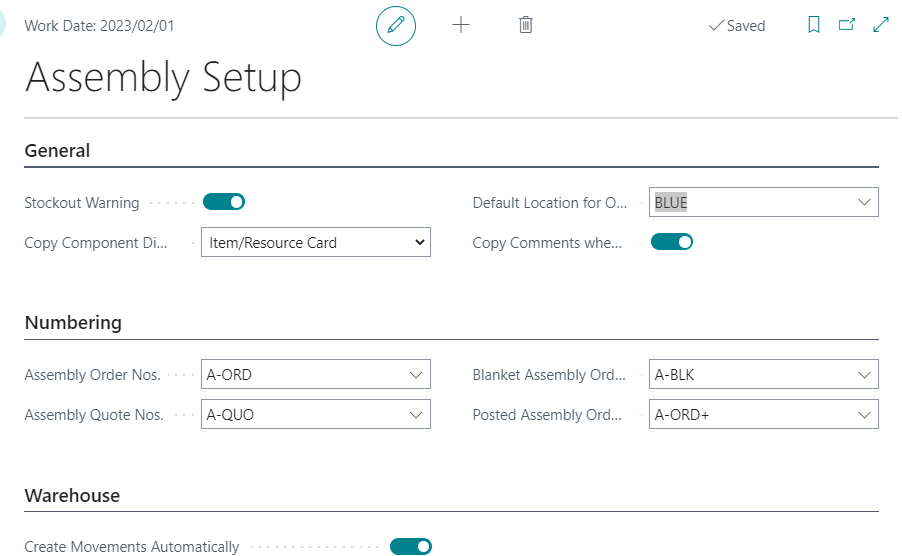 Work Date: 2023/02/01
Saved
Assembly Setup
General
Stockout Warning
Default Location for O...
BLUE
Copy Component Di...
Item/Resource Card
Copy Comments whe...
Numbering
Assembly Order Nos.
A-ORD
Blanket Assembly Ord...
A-BLK
Assembly Quote Nos.
A-QUO
Posted Assembly Ord...
A-ORD+
Warehouse
Create Movements Automatically